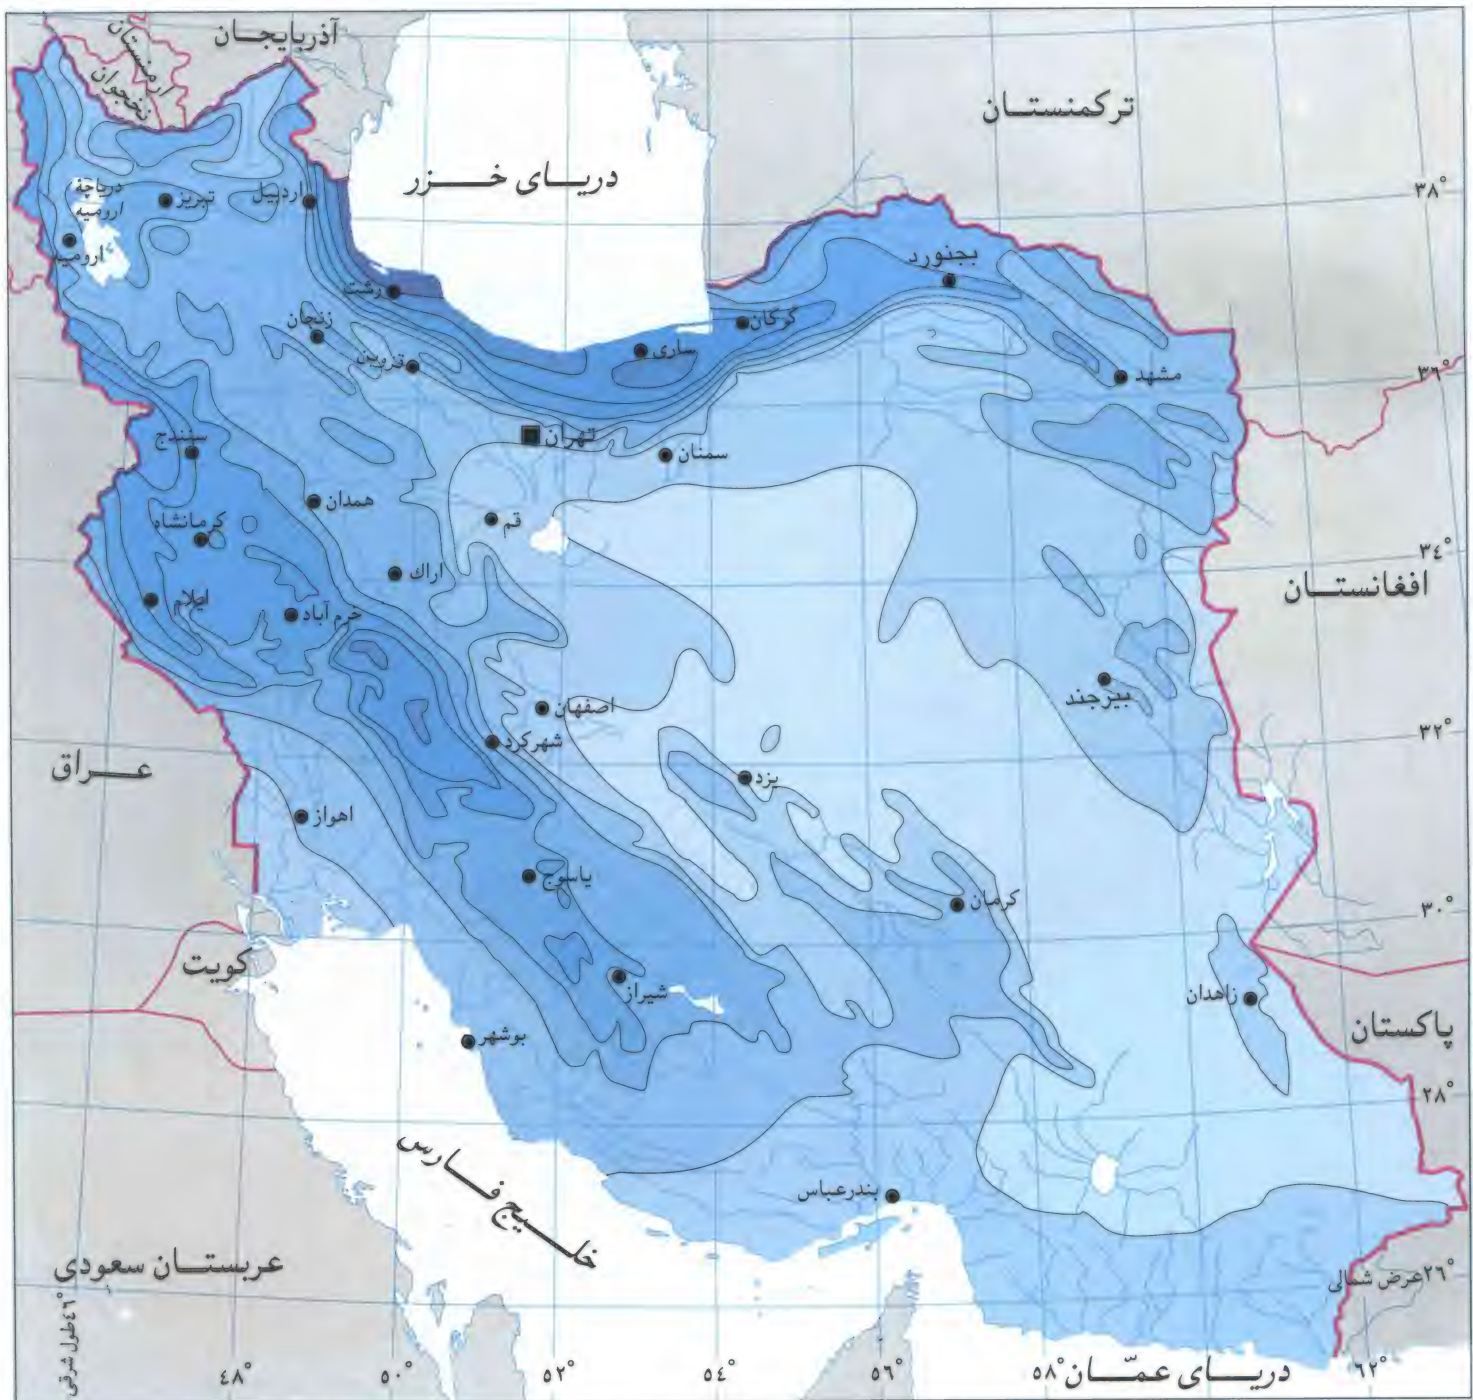 آذربایجان
ارمنستان
نخجوان
ترکمنستان
دریای خزر
۳۸°
دریاچهٔ
ارومیه
تبریز
اردبیل
ارومیه
بجنورد
رشت
گرگان
زنجان
ساری
قزوین
مشهد
۳۶°
تهران
سنندج
سمنان
همدان
قم
کرمانشاه
۳۴°
اراك
افغانستان
ایلام
خرم آباد
بیرجند
اصفهان
شهرکرد
۳۲°
عراق
یزد
اهواز
یاسوج
کرمان
۳۰°
کویت
شیراز
زاهدان
پاکستان
بوشهر
۲۸°
خلیج فارس
بندرعباس
عربستان سعودی
۲۶° عرض شمالی
۴۶° طول شرقی
۴۸°
۵۰°
۵۲°
۵۴°
۵۶°
۵۸°
دریای عمّان
۶۲°